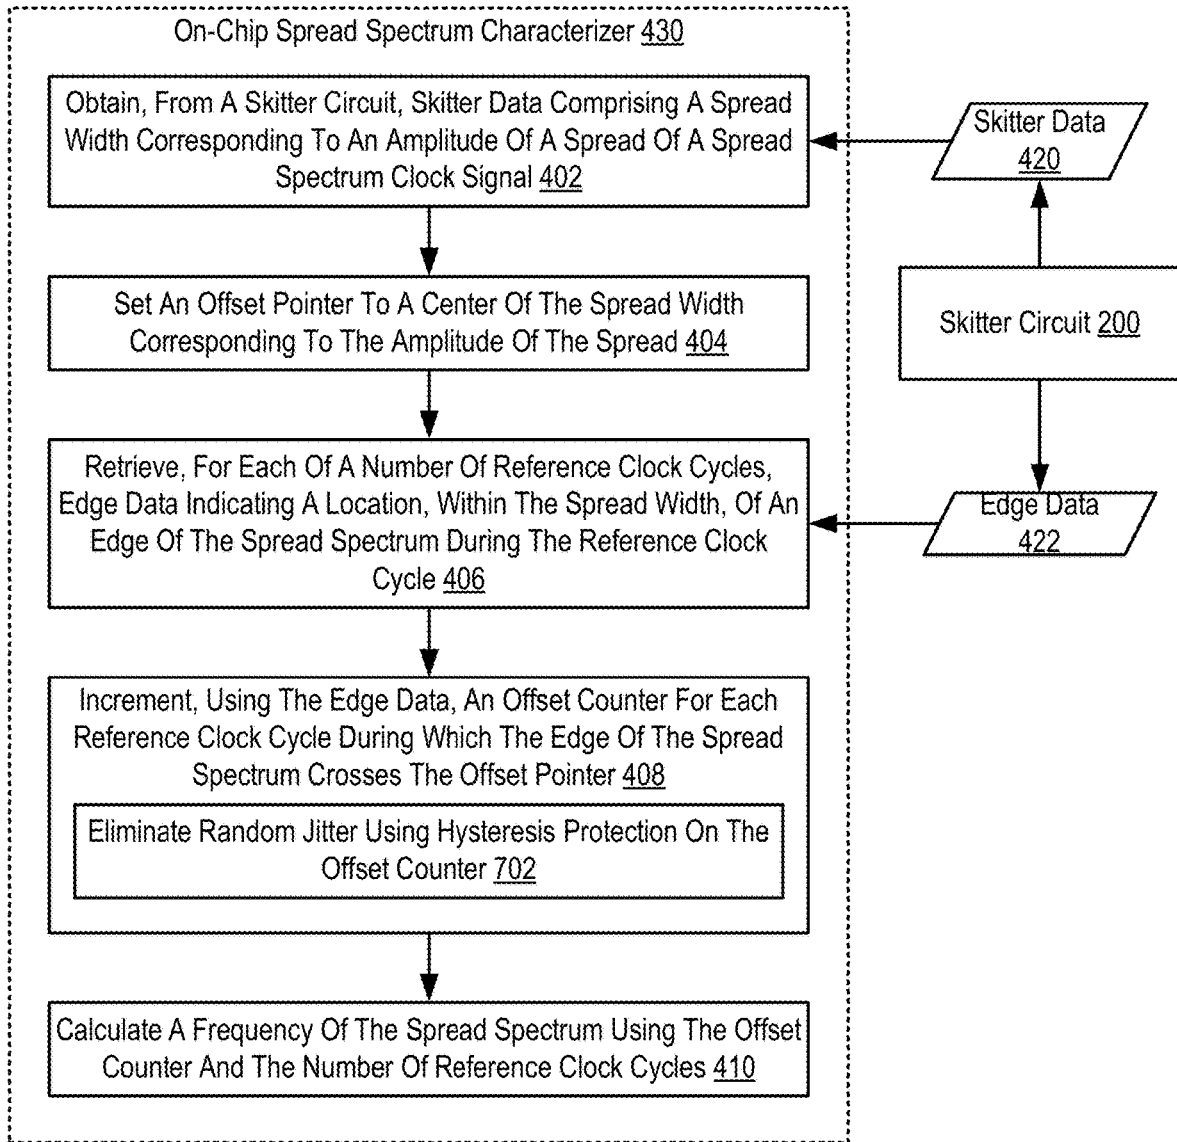 On-Chip Spread Spectrum Characterizer 430
Obtain, From A Skitter Circuit, Skitter Data Comprising A Spread
Width Corresponding To An Amplitude Of A Spread Of A Spread
Spectrum Clock Signal 402
Skitter Data
420
Set An Offset Pointer To A Center Of The Spread Width
Corresponding To The Amplitude Of The Spread 404
Skitter Circuit 200
Retrieve, For Each Of A Number Of Reference Clock Cycles,
Edge Data Indicating A Location, Within The Spread Width, Of An
Edge Of The Spread Spectrum During The Reference Clock
Cycle 406
Edge Data
422
Increment, Using The Edge Data, An Offset Counter For Each
Reference Clock Cycle During Which The Edge Of The Spread
Spectrum Crosses The Offset Pointer 408
Eliminate Random Jitter Using Hysteresis Protection On The
Offset Counter 702
Calculate A Frequency Of The Spread Spectrum Using The Offset
Counter And The Number Of Reference Clock Cycles 410